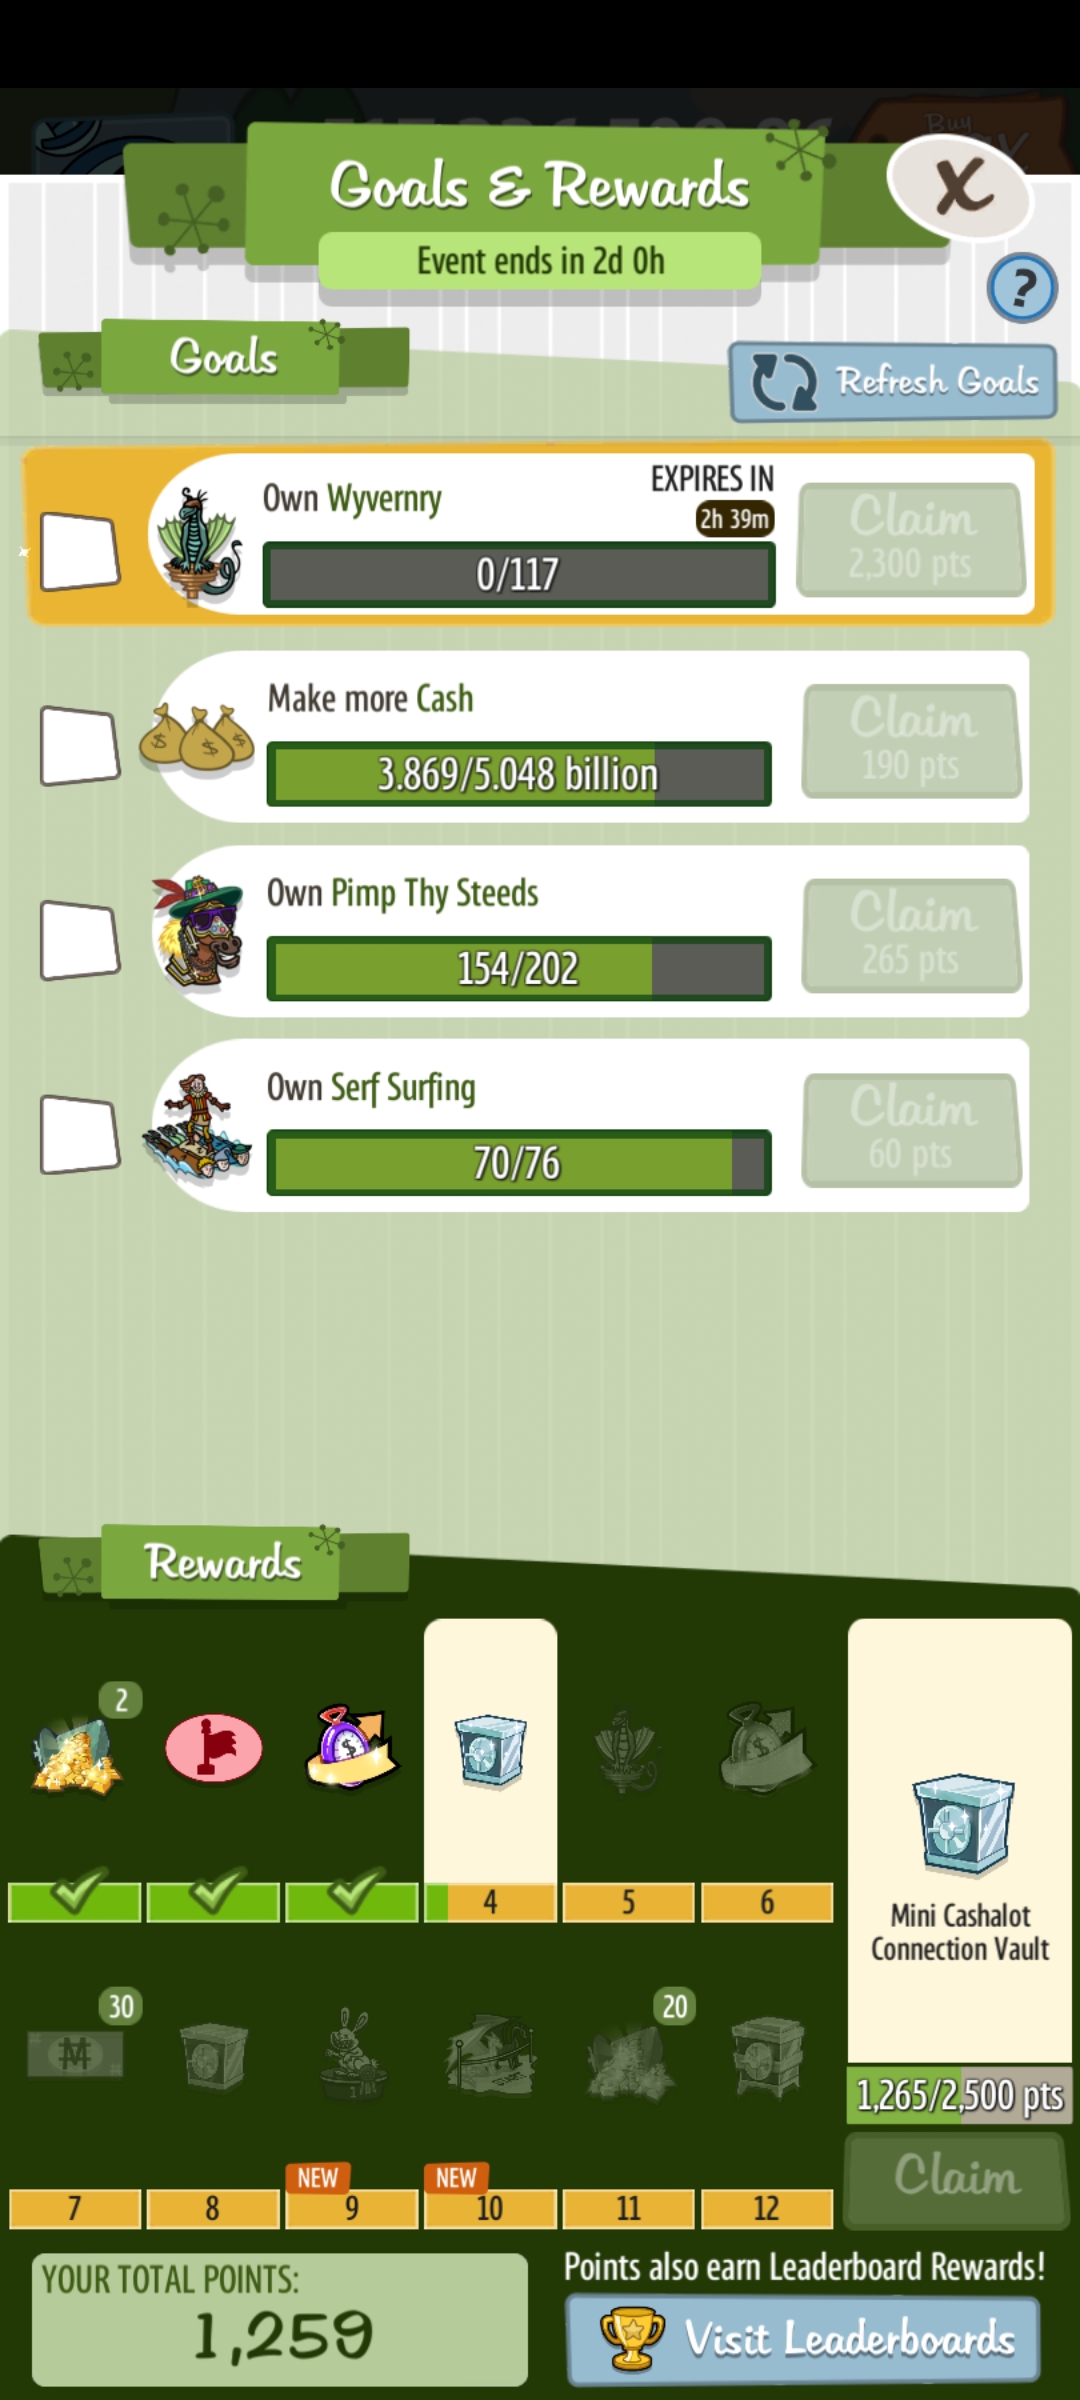 Buy
Goals & Rewards
X
Event ends in 2d 0h
?
Goals
Refresh Goals
Own Wyvernry
EXPIRES IN
2h 39m
0/117
Claim
2,300 pts
Make more Cash
3.869/5.048 billion
Claim
190 pts
Own Pimp Thy Steeds
154/202
Claim
265 pts
Own Serf Surfing
70/76
Claim
60 pts
Rewards
2
4
5
6
Mini Cashalot
Connection Vault
30
20
1,265/2,500 pts
Claim
NEW
NEW
7
8
9
10
11
12
YOUR TOTAL POINTS:
1,259
Points also earn Leaderboard Rewards!
Visit Leaderboards